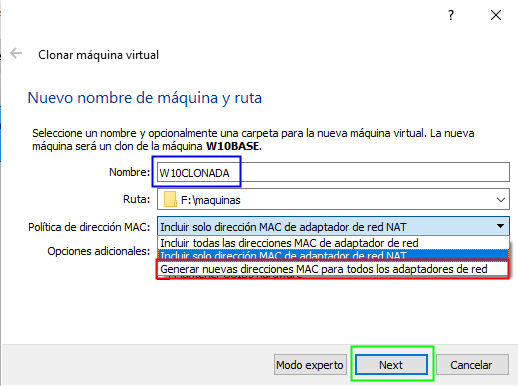 Clonar máquina virtual
Nuevo nombre de máquina y ruta
Seleccione un nombre y opcionalmente una carpeta para la nueva máquina virtual. La nueva
máquina será un clon de la máquina W10BASE.
Nombre: W10CLONADA
Ruta: F:\maquinas
Política de dirección MAC: Incluir solo dirección MAC de adaptador de red NAT
Incluir todas las direcciones MAC de adaptador de red
Opciones adicionales: Incluir solo dirección MAC de adaptador de red NAT
Generar nuevas direcciones MAC para todos los adaptadores de red
Modo experto Next Cancelar